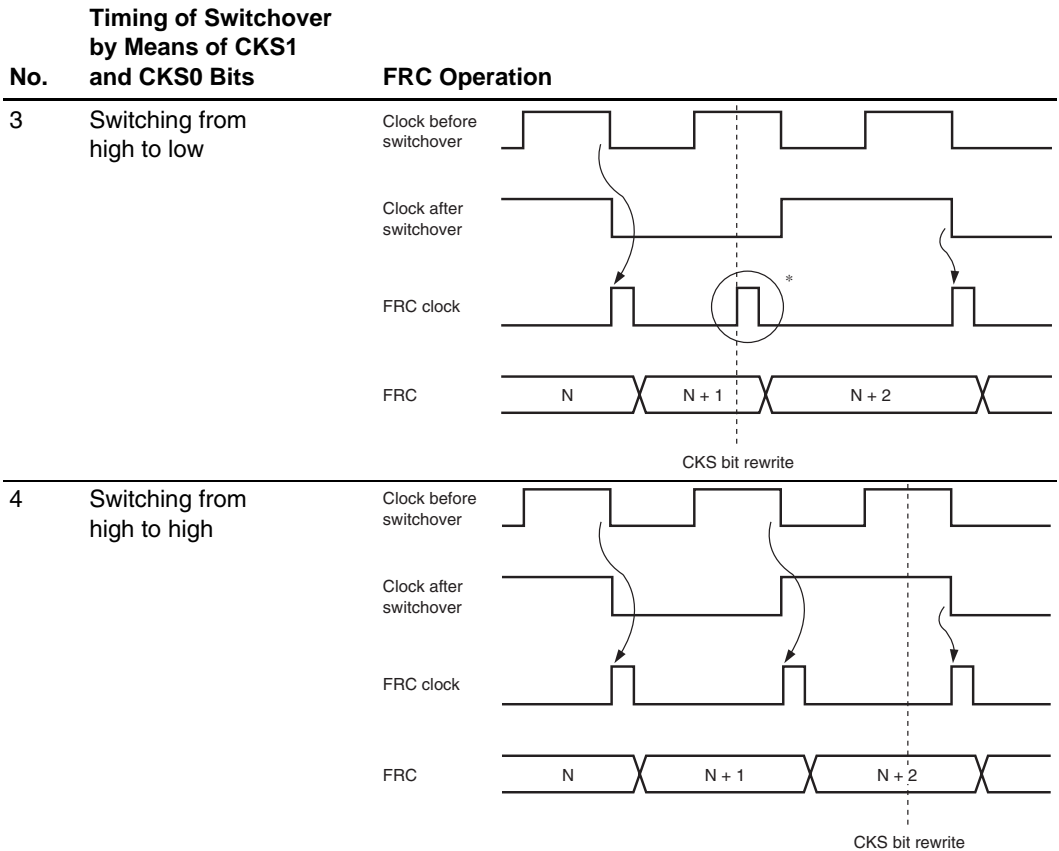 Timing of Switchover
by Means of CKS1
No. and CKS0 Bits FRC Operation
3 Switching from
high to low
Clock before
switchover
Clock after
switchover
*
FRC clock
FRC N N + 1 N + 2
CKS bit rewrite
4 Switching from
high to high
Clock before
switchover
Clock after
switchover
FRC clock
FRC N N + 1 N + 2
CKS bit rewrite